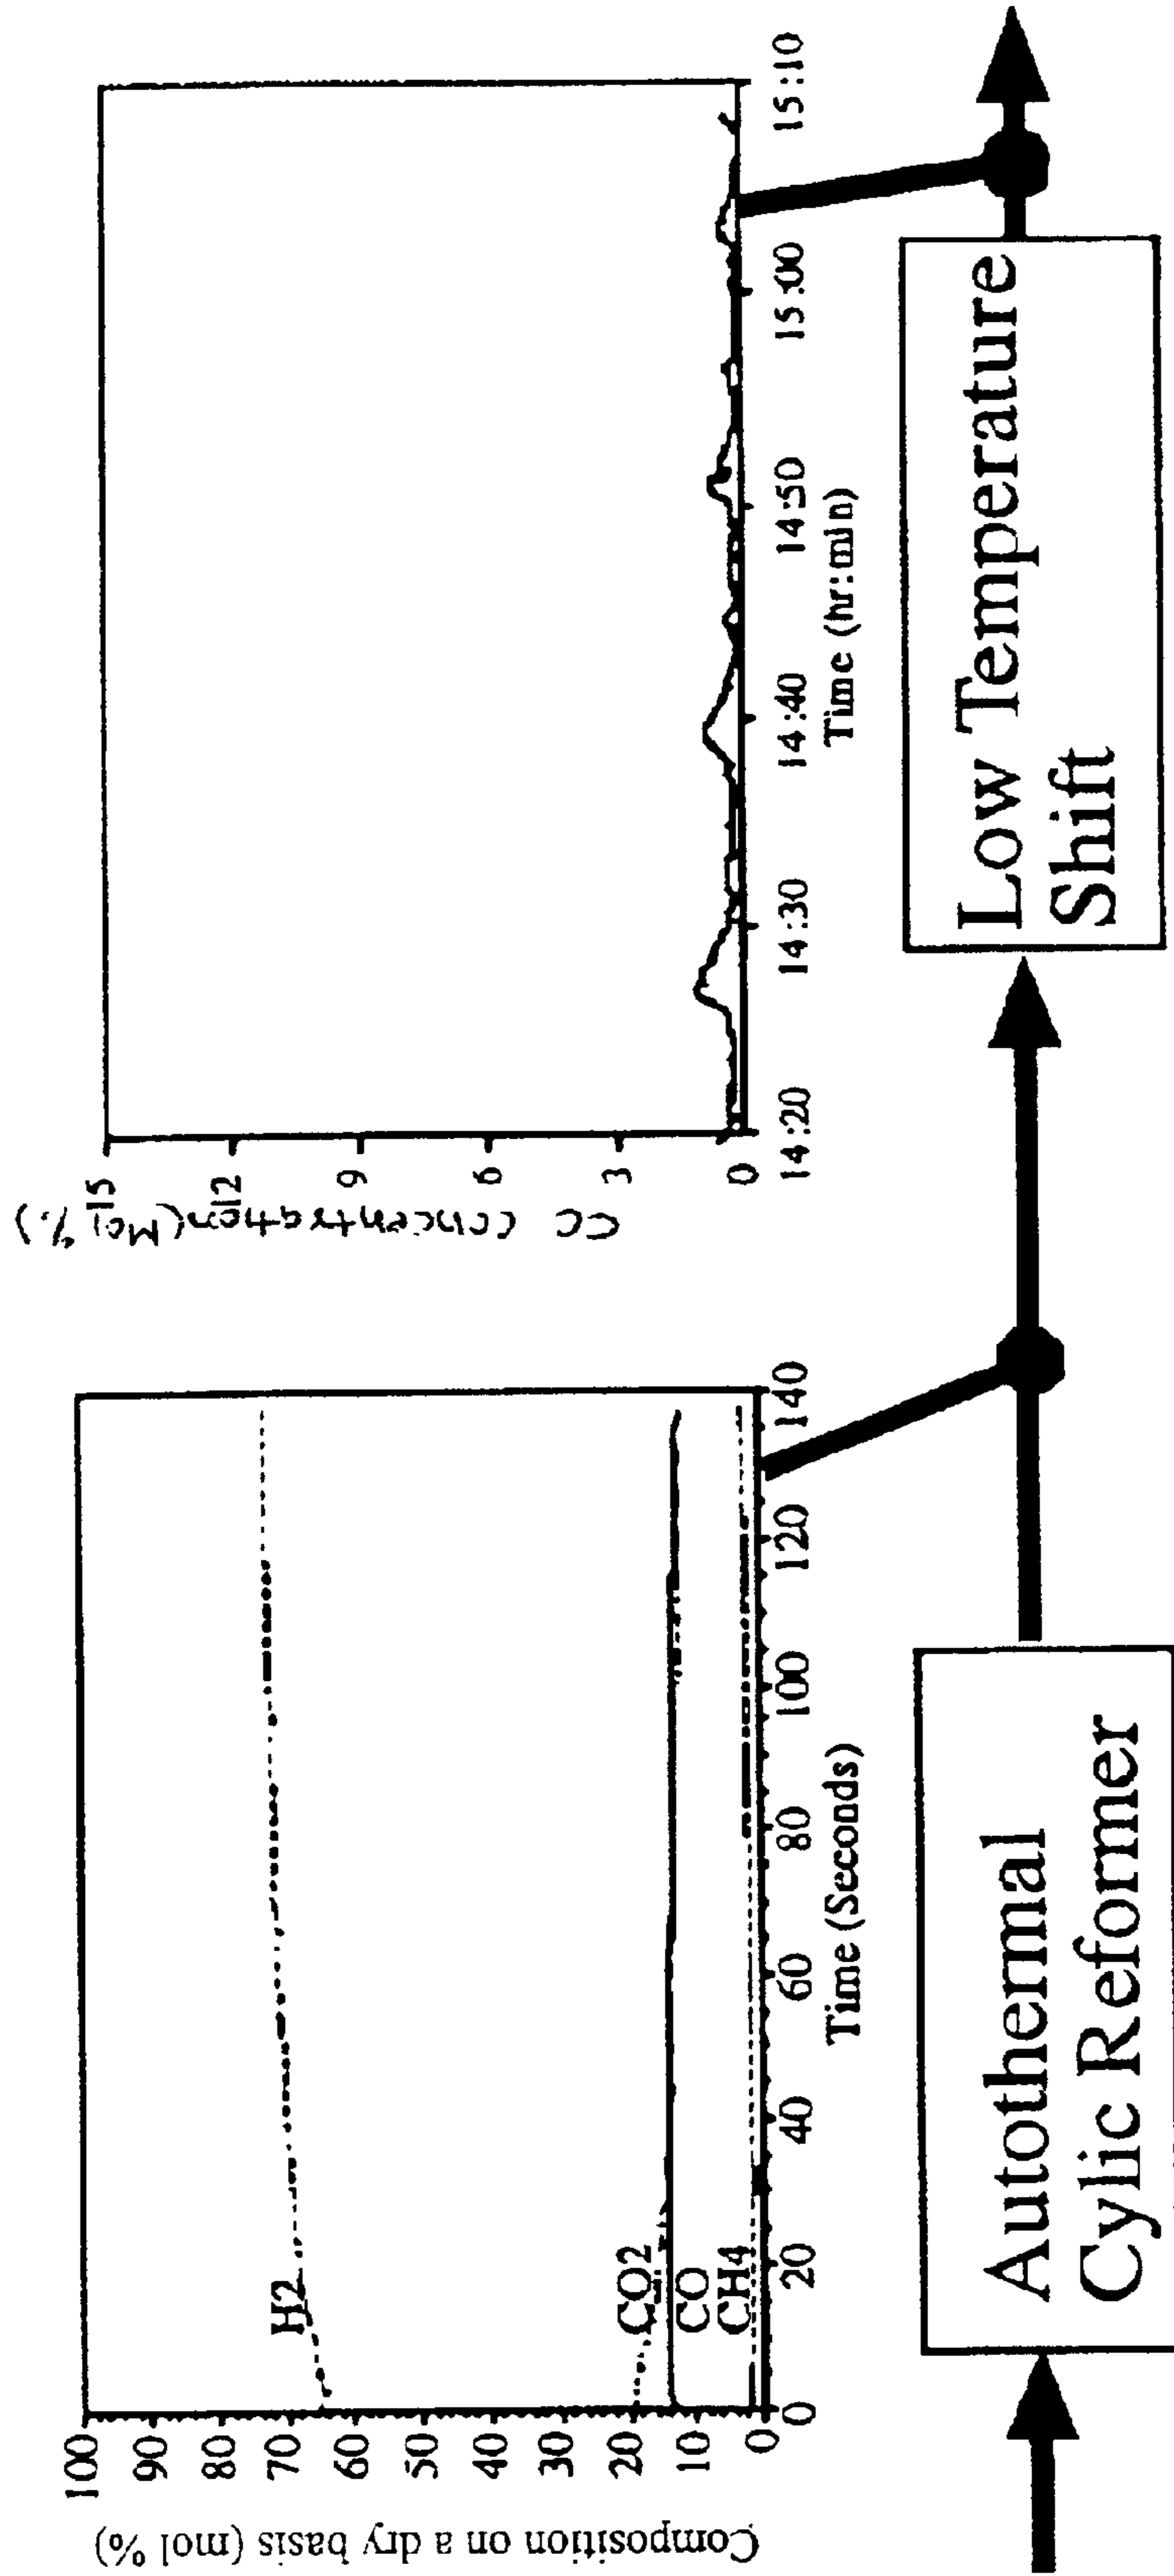 Composition on a dry basis (mol %)
100
90
80
70
60
50
40
30
20
10
0
H2
CO2
CO
CH4
0
20
40
60
80
100
120
140
Time (Seconds)
CC Concentration (Mol %)
15
12
9
6
3
0
14:20
14:30
14:40
14:50
15:00
15:10
Time (hr:min)
Autothermal
Cylic Reformer
Low Temperature
Shift